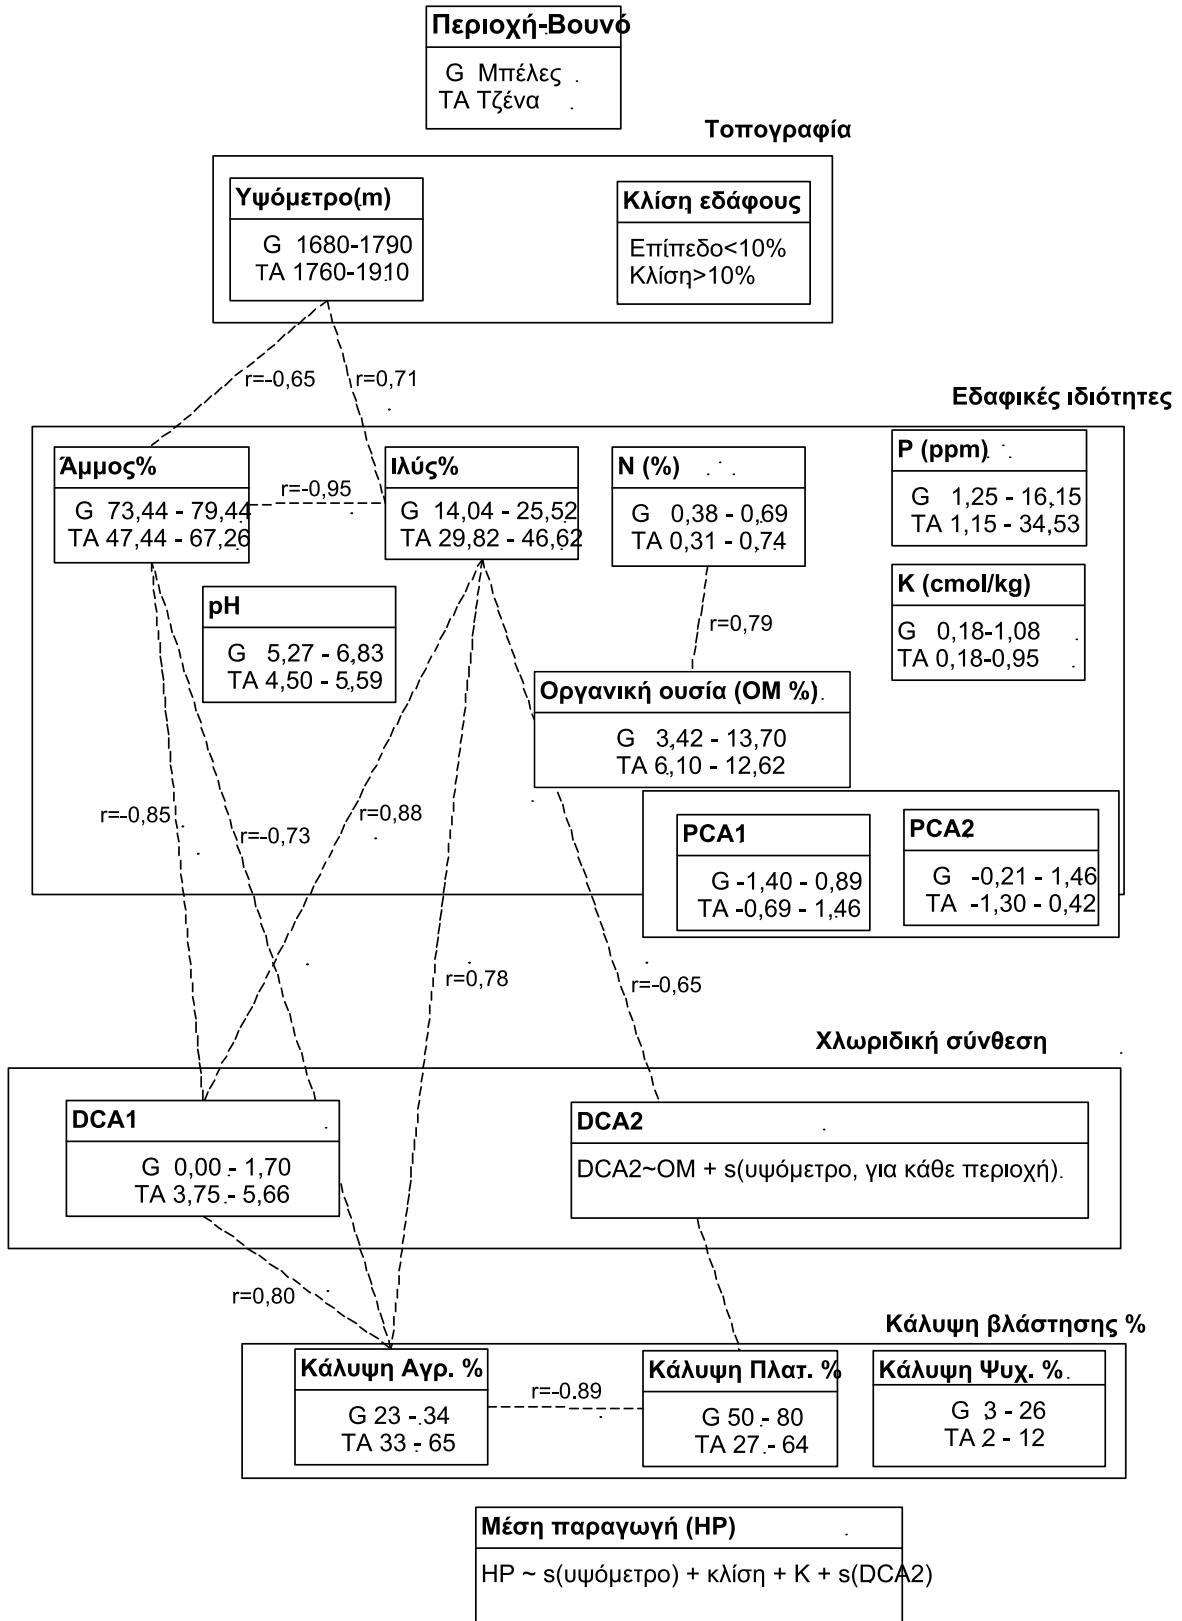 Περιοχή-Βουνό
G Μπέλες
TA Τζένα
Τοπογραφία
Υψόμετρο(m)
G 1680-1790
TA 1760-1910
Κλίση εδάφους
Επίπεδο<10%
Κλίση>10%
r=-0,65
r=0,71
Εδαφικές ιδιότητες
Άμμος%
G 73,44 - 79,44
TA 47,44 - 67,26
r=-0,95
Ιλύς%
G 14,04 - 25,52
TA 29,82 - 46,62
N (%)
G 0,38 - 0,69
TA 0,31 - 0,74
P (ppm)
G 1,25 - 16,15
TA 1,15 - 34,53
pH
G 5,27 - 6,83
TA 4,50 - 5,59
K (cmol/kg)
G 0,18-1,08
TA 0,18-0,95
r=0,79
Οργανική ουσία (OM %)
G 3,42 - 13,70
TA 6,10 - 12,62
r=-0,85
r=-0,73
r=0,88
PCA1
G -1,40 - 0,89
TA -0,69 - 1,46
PCA2
G -0,21 - 1,46
TA -1,30 - 0,42
r=0,78
r=-0,65
Χλωριδική σύνθεση
DCA1
G 0,00 - 1,70
TA 3,75 - 5,66
DCA2
DCA2~OM + s(υψόμετρο, για κάθε περιοχή)
r=0,80
Κάλυψη βλάστησης %
Κάλυψη Αγρ. %
G 23 - 34
TA 33 - 65
r=-0.89
Κάλυψη Πλατ. %
G 50 - 80
TA 27 - 64
Κάλυψη Ψυχ. %
G 3 - 26
TA 2 - 12
Μέση παραγωγή (HP)
HP ~ s(υψόμετρο) + κλίση + K + s(DCA2)